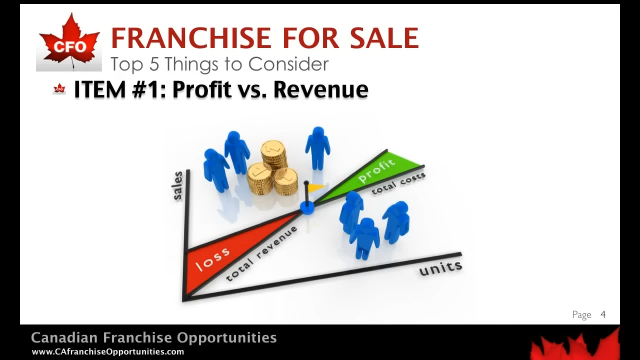 CFO
FRANCHISE FOR SALE
Top 5 Things to Consider
ITEM #1: Profit vs. Revenue
sales
profit
total costs
loss
total revenue
units
Page 4
Canadian Franchise Opportunities
www.CAfranchiseOpportunities.com